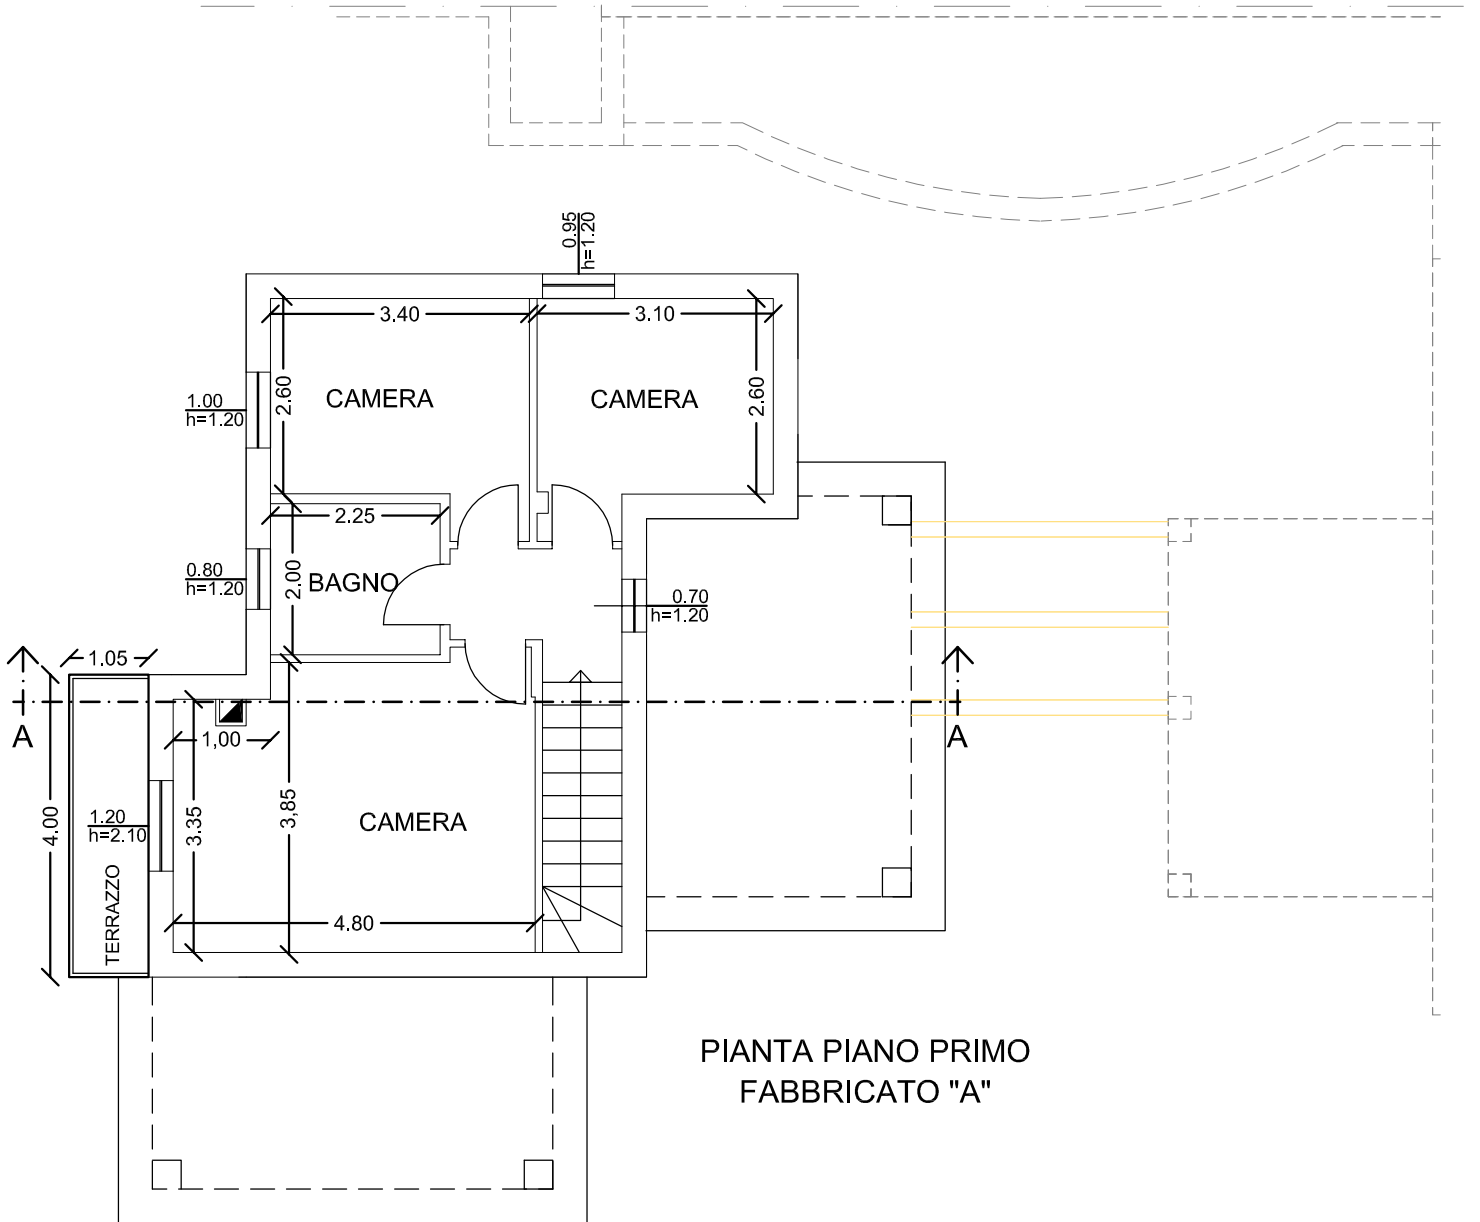 0.95
h=1.20
3.40
3.10
2.60
CAMERA
CAMERA
2.60
1.00
h=1.20
2.25
2.00
BAGNO
0.80
h=1.20
0.70
h=1.20
1.05
A
1,00
A
4.00
1.20
h=2.10
3.35
3,85
CAMERA
TERRAZZO
4.80
PIANTA PIANO PRIMO
FABBRICATO "A"